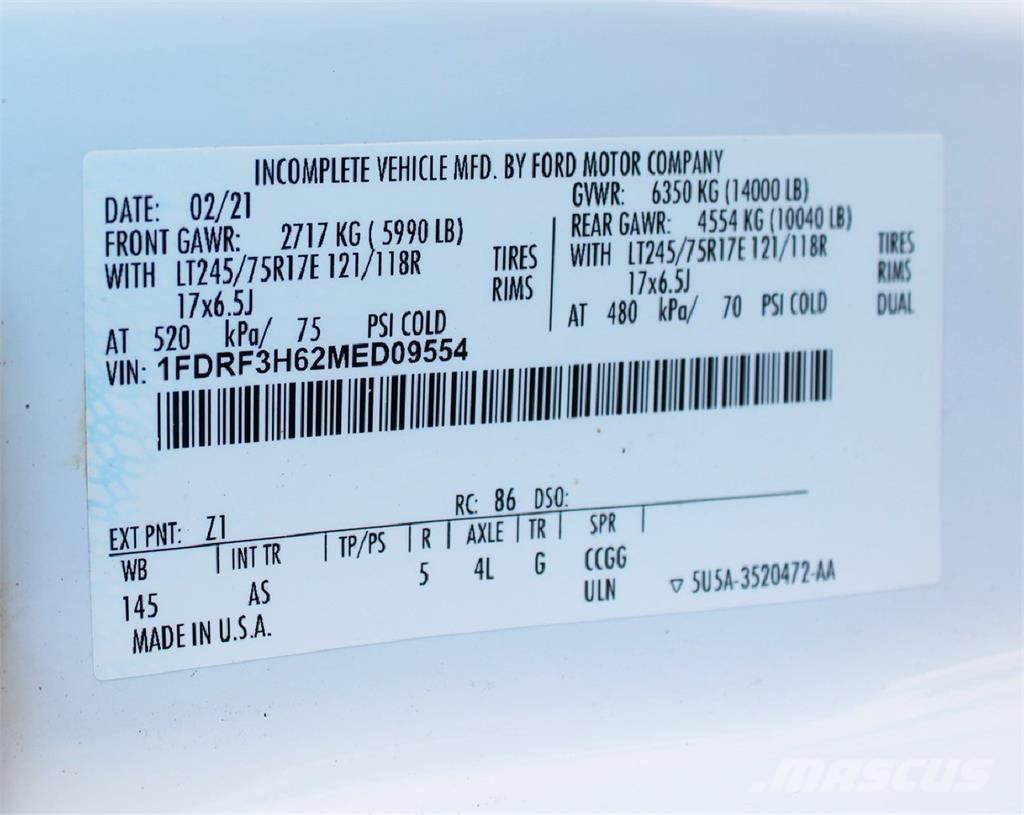 INCOMPLETE VEHICLE MFD. BY FORD MOTOR COMPANY
DATE: 02/21 GVWR: 6350 KG (14000 LB)
FRONT GAWR: 2717 KG ( 5990 LB) REAR GAWR: 4554 KG (10040 LB)
WITH LT245/75R17E 121/118R TIRES WITH LT245/75R17E 121/118R TIRES
17x6.5J RIMS 17x6.5J RIMS
AT 520 kPa/ 75 PSI COLD AT 480 kPa/ 70 PSI COLD DUAL
VIN: 1FDRF3H62MED09554
EXT PNT: Z1 RC: 86 DSO:
WB INT TR TP/PS R AXLE TR SPR
145 AS 5 4L G CCGG
ULN ▽ 5U5A-3520472-AA
MADE IN U.S.A.
MASCUS